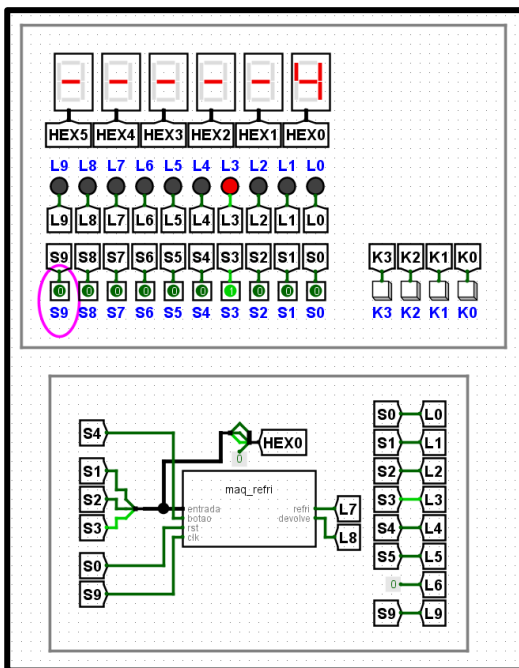 - - - - - 4
HEX5 HEX4 HEX3 HEX2 HEX1 HEX0
L9 L8 L7 L6 L5 L4 L3 L2 L1 L0
L9 L8 L7 L6 L5 L4 L3 L2 L1 L0
S9 S8 S7 S6 S5 S4 S3 S2 S1 S0
K3 K2 K1 K0
0 0 0 0 0 0 1 0 0 0
S9 S8 S7 S6 S5 S4 S3 S2 S1 S0
K3 K2 K1 K0
S4
S1
S2
S3
S0
S9
HEX0
0
maq_refri
entrada
botao
rst
clk
refri
devolve
L7
L8
S0 L0
S1 L1
S2 L2
S3 L3
S4 L4
S5 L5
0 L6
S9 L9